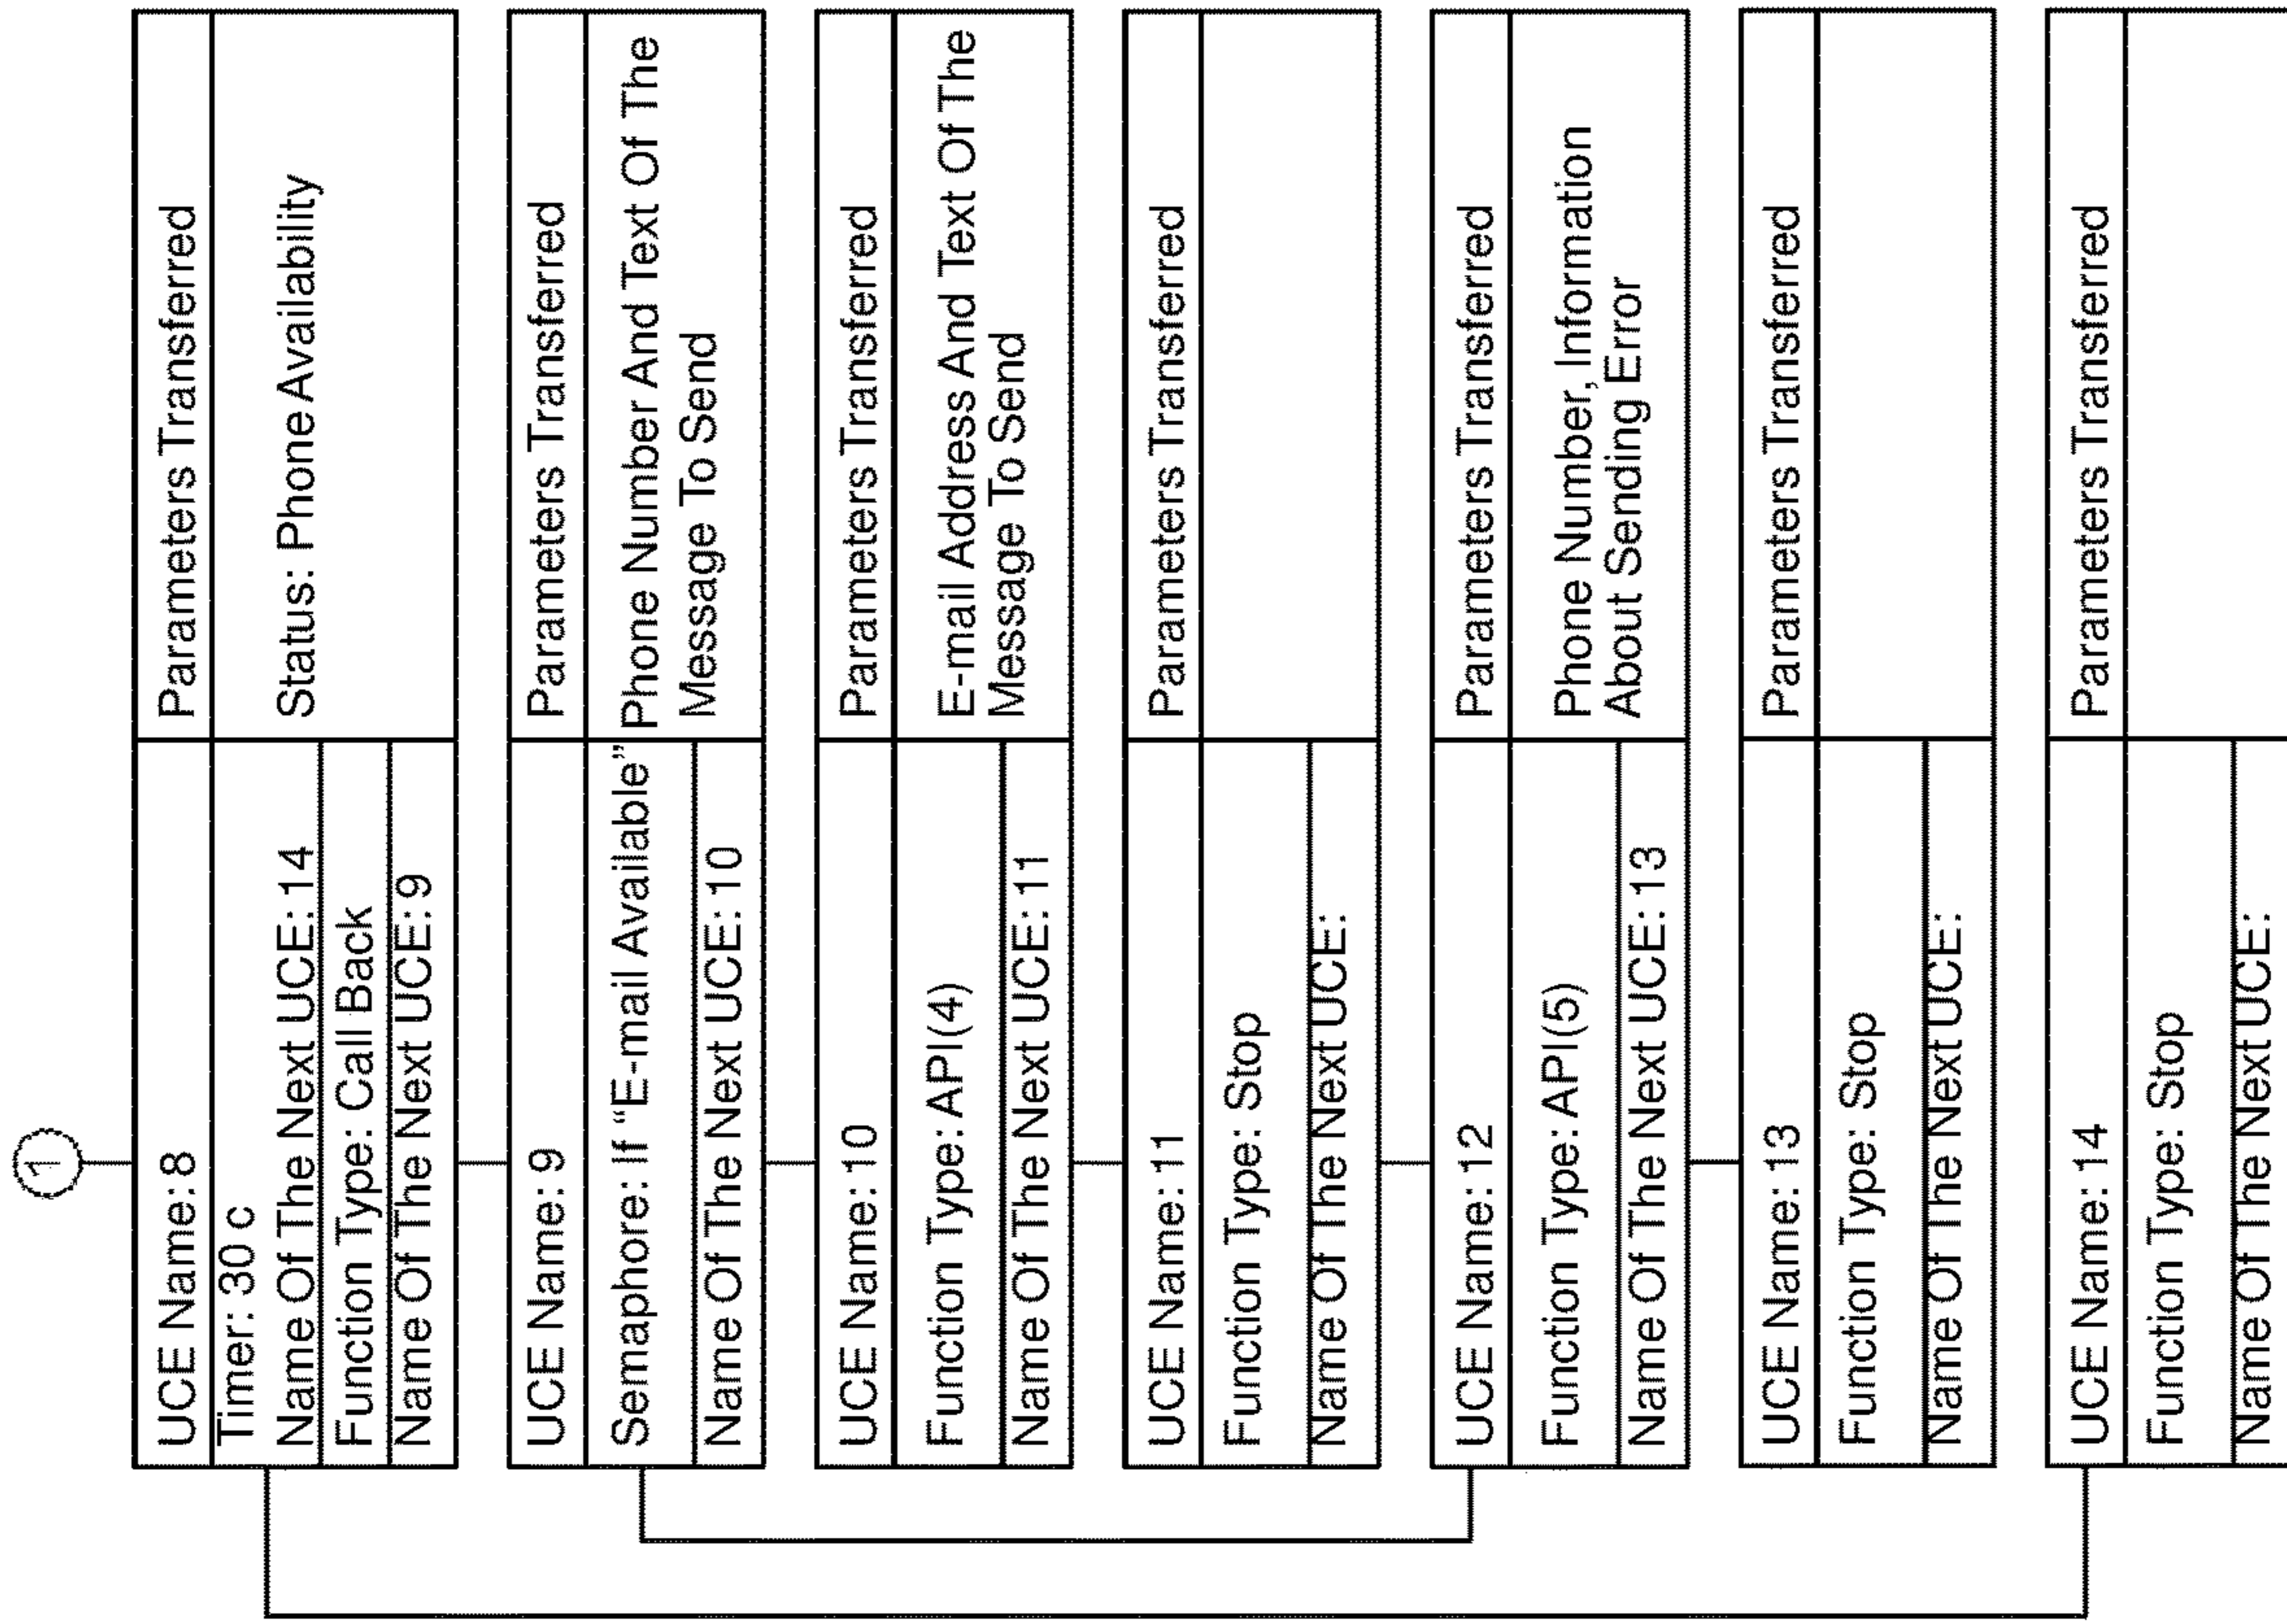 1
UCE Name: 8
Parameters Transferred
Timer: 30 c
Name Of The Next UCE: 14
Function Type: Call Back
Name Of The Next UCE: 9
Status: Phone Availability
UCE Name: 9
Parameters Transferred
Semaphore: If “E-mail Available”
Name Of The Next UCE: 10
Phone Number And Text Of The
Message To Send
UCE Name: 10
Parameters Transferred
Function Type: API(4)
Name Of The Next UCE: 11
E-mail Address And Text Of The
Message To Send
UCE Name: 11
Parameters Transferred
Function Type: Stop
Name Of The Next UCE:
UCE Name: 12
Parameters Transferred
Function Type: API(5)
Name Of The Next UCE: 13
Phone Number, Information
About Sending Error
UCE Name: 13
Parameters Transferred
Function Type: Stop
Name Of The Next UCE:
UCE Name: 14
Parameters Transferred
Function Type: Stop
Name Of The Next UCE: